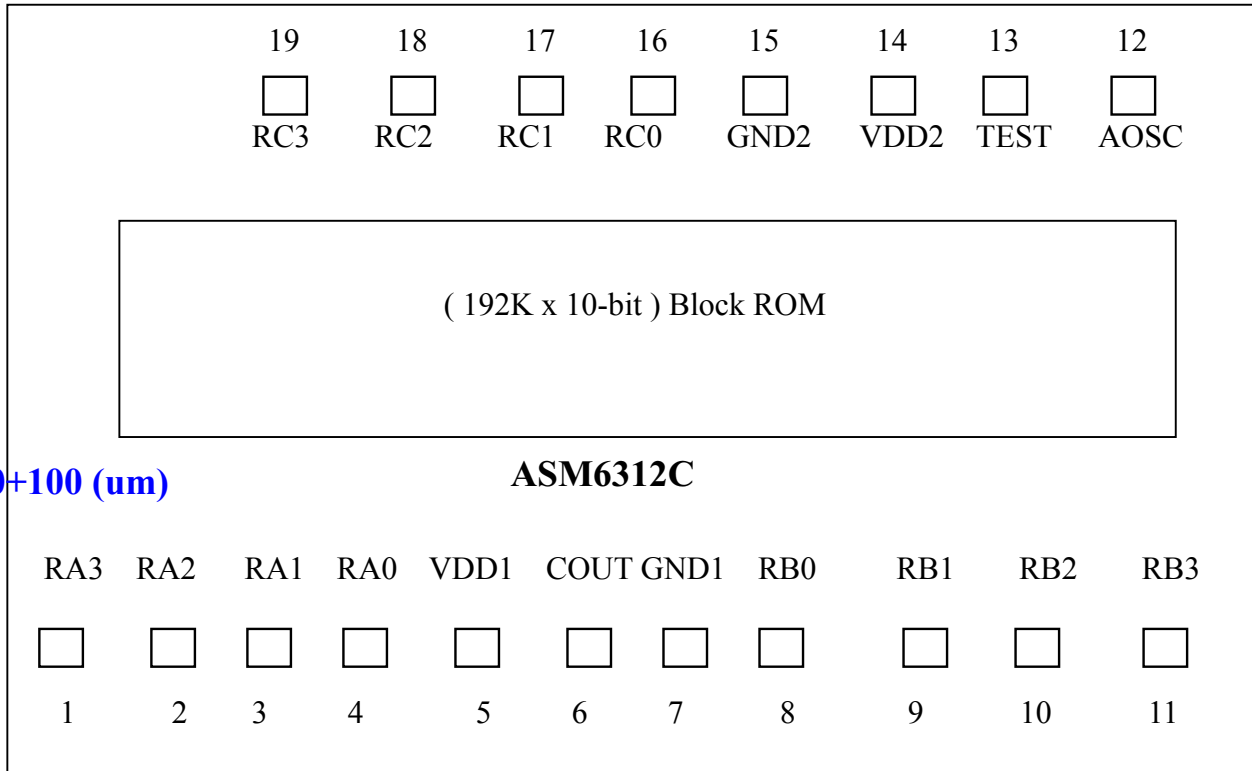 19 18 17 16 15 14 13 12
RC3 RC2 RC1 RC0 GND2 VDD2 TEST AOSC
( 192K x 10-bit ) Block ROM
ASM6312C
+100 (um)
RA3 RA2 RA1 RA0 VDD1 COUT GND1 RB0 RB1 RB2 RB3
1 2 3 4 5 6 7 8 9 10 11